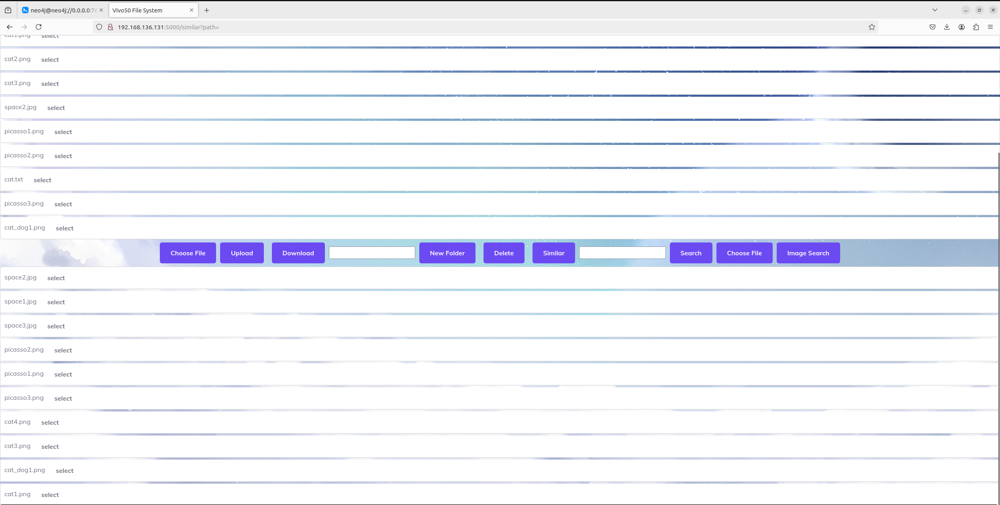 neo4j@neo4j://0.0.0.0:76
Vivo50 File System
192.168.136.131:5000/similar?path=
cat1.png select
cat2.png select
cat3.png select
space2.jpg select
picasso1.png select
picasso2.png select
cat.txt select
picasso3.png select
cat_dog1.png select
Choose File Upload Download New Folder Delete Similar Search Choose File Image Search
space2.jpg select
space1.jpg select
space3.jpg select
picasso2.png select
picasso1.png select
picasso3.png select
cat4.png select
cat3.png select
cat_dog1.png select
cat1.png select